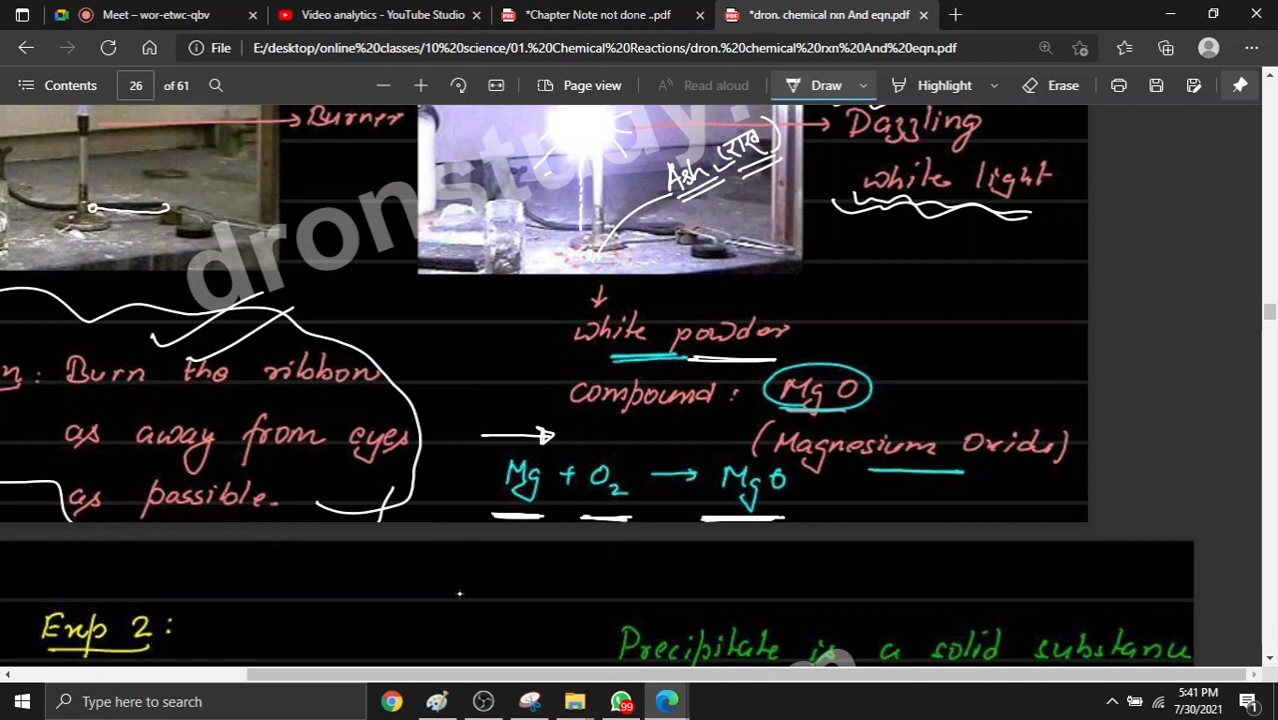 Meet – wor-etwc-qbv
Video analytics - YouTube Studio
*Chapter Note not done ..pdf
*dron. chemical rxn And eqn.pdf
File
E:/desktop/online%20classes/10%20science/01.%20Chemical%20Reactions/dron.%20chemical%20rxn%20And%20eqn.pdf
Contents
26
of 61
Page view
Read aloud
Draw
Highlight
Erase
Burner
Dazzling
white light
Ash (राख)
dronstudy.
white powder
n: Burn the ribbon
compound: MgO
as away from eyes
(Magnesium Oxide)
as possible.
Mg + O₂ → MgO
Exp 2:
Precipitate is a solid substanc
Type here to search
99
5:41 PM
7/30/2021
1